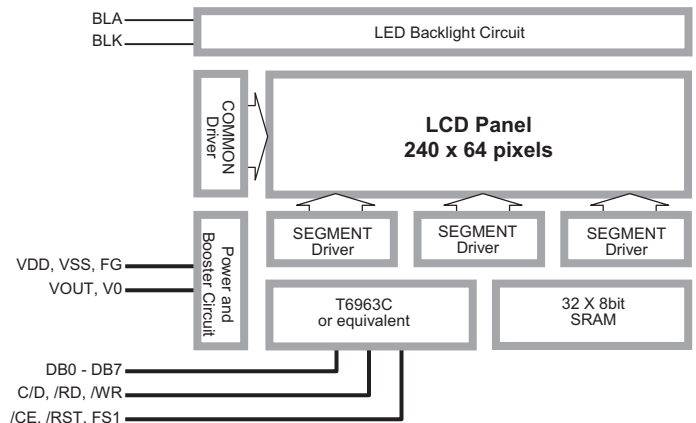 BLA
BLK
LED Backlight Circuit
COMMON
Driver
LCD Panel
240 x 64 pixels
Power and
Booster Circuit
SEGMENT
Driver
SEGMENT
Driver
SEGMENT
Driver
VDD, VSS, FG
VOUT, V0
T6963C
or equivalent
32 X 8bit
SRAM
DB0 - DB7
C/D, /RD, /WR
/CE, /RST, FS1